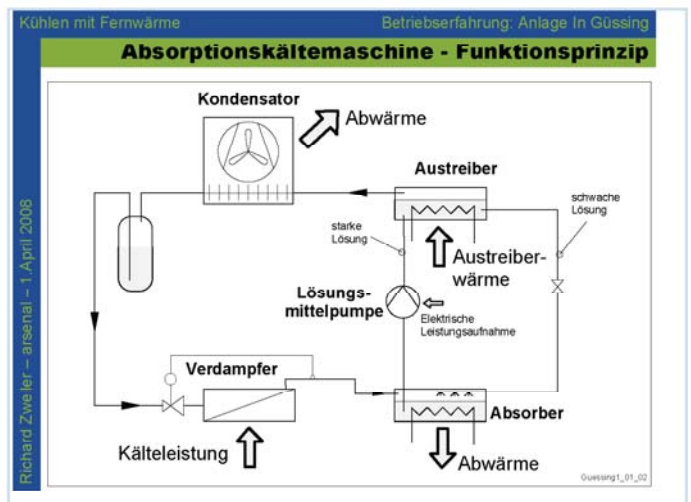 Kühlen mit Fernwärme
Betriebserfahrung: Anlage In Güssing
Absorptionskältemaschine - Funktionsprinzip
Richard Zweiler – arsenal – 1.April 2008
Kondensator
Abwärme
Austreiber
schwache
Lösung
starke
Lösung
Austreiber-
wärme
Lösungs-
mittelpumpe
Elektrische
Leistungsaufnahme
Verdampfer
Absorber
Kälteleistung
Abwärme
Guessing1_01_02